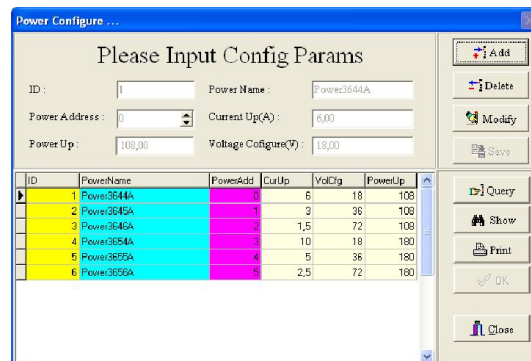 Power Configure ...
Please Input Config Params
ID : 1 Power Name : Power3644A
Power Address : 0 Current Up(A) : 6,00
Power Up : 108,00 Voltage Cofigure(V) : 18,00
Add
Delete
Modify
Save
ID PowerName PowerAdd CurUp VolCfg PowerUp
1 Power3644A 0 6 18 108
2 Power3645A 1 3 36 108
3 Power3646A 2 1,5 72 108
4 Power3654A 3 10 18 180
5 Power3655A 4 5 36 180
6 Power3656A 5 2,5 72 180
Query
Show
Print
OK
Close